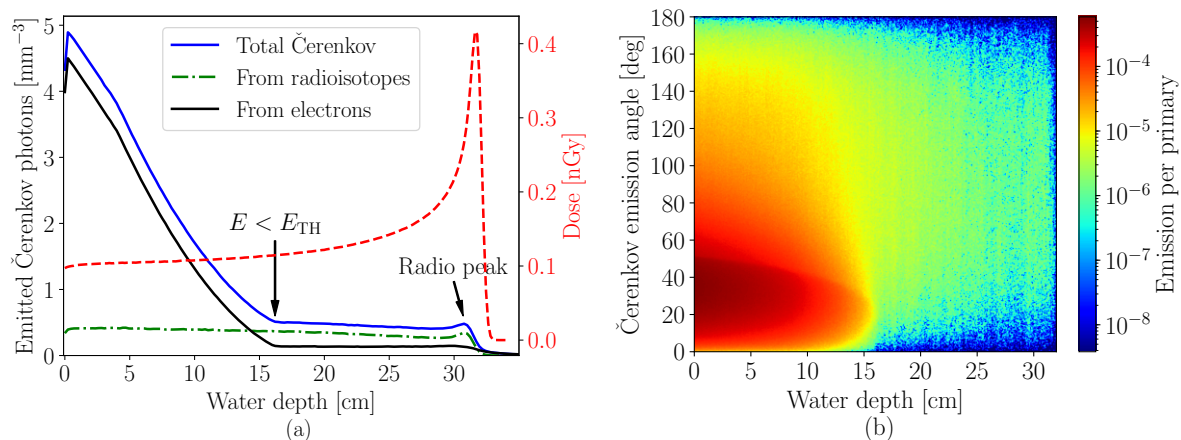 Total Čerenkov
From radioisotopes
From electrons
E < E_TH
Radio peak
Emitted Čerenkov photons [mm⁻³]
0
1
2
3
4
5
0 5 10 15 20 25 30
Water depth [cm]
(a)
Dose [nGy]
0.0
0.1
0.2
0.3
0.4
Čerenkov emission angle [deg]
180
160
140
120
100
80
60
40
20
0
0 5 10 15 20 25 30
Water depth [cm]
(b)
10⁻⁴
10⁻⁵
10⁻⁶
10⁻⁷
10⁻⁸
Emission per primary